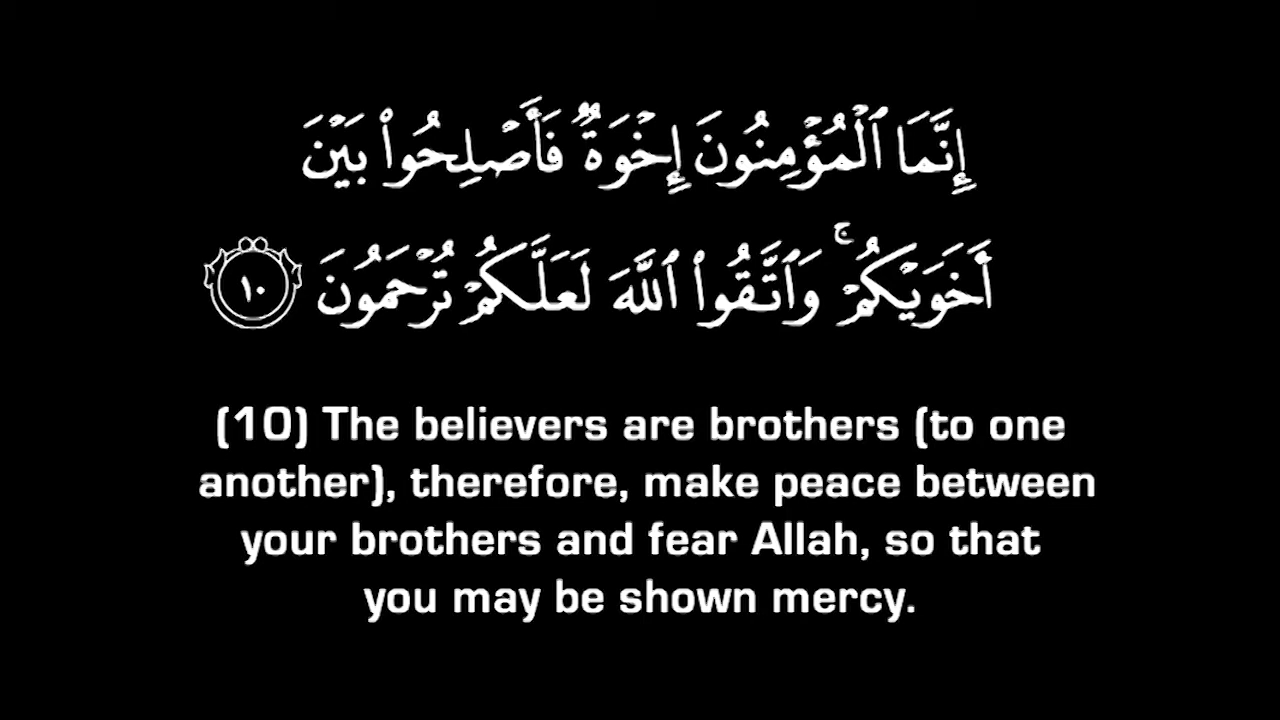 إِنَّمَا ٱلْمُؤْمِنُونَ إِخْوَةٌ فَأَصْلِحُوا۟ بَيْنَ
أَخَوَيْكُمْ ۚ وَٱتَّقُوا۟ ٱللَّهَ لَعَلَّكُمْ تُرْحَمُونَ ١٠
(10) The believers are brothers (to one
another), therefore, make peace between
your brothers and fear Allah, so that
you may be shown mercy.